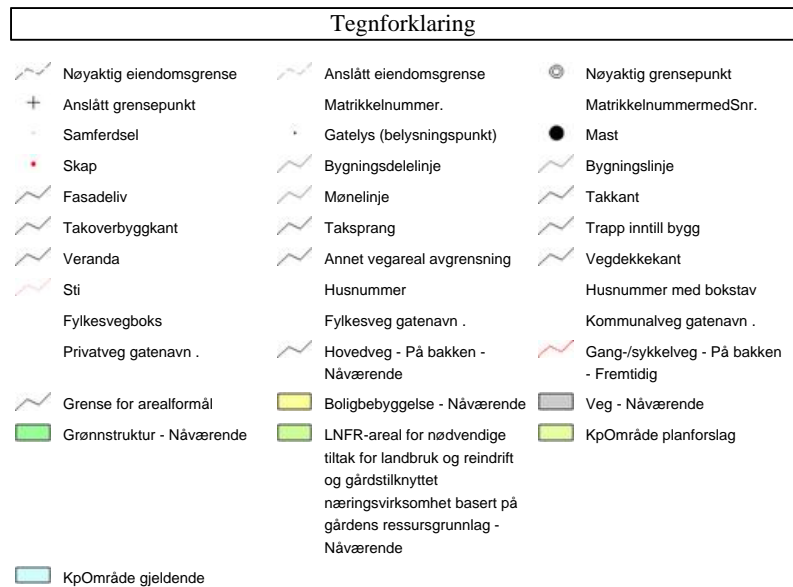 Tegnforklaring
Nøyaktig eiendomsgrense
Anslått eiendomsgrense
Nøyaktig grensepunkt
Anslått grensepunkt
Matrikkelnummer.
MatrikkelnummermedSnr.
Samferdsel
Gatelys (belysningspunkt)
Mast
Skap
Bygningsdelelinje
Bygningslinje
Fasadeliv
Mønelinje
Takkant
Takoverbyggkant
Taksprang
Trapp inntill bygg
Veranda
Annet vegareal avgrensning
Vegdekkekant
Sti
Husnummer
Husnummer med bokstav
Fylkesvegboks
Fylkesveg gatenavn .
Kommunalveg gatenavn .
Privatveg gatenavn .
Hovedveg - På bakken -
Nåværende
Gang-/sykkelveg - På bakken
- Fremtidig
Grense for arealformål
Boligbebyggelse - Nåværende
Veg - Nåværende
Grønnstruktur - Nåværende
LNFR-areal for nødvendige
tiltak for landbruk og reindrift
og gårdstilknyttet
næringsvirksomhet basert på
gårdens ressursgrunnlag -
Nåværende
KpOmråde planforslag
KpOmråde gjeldende